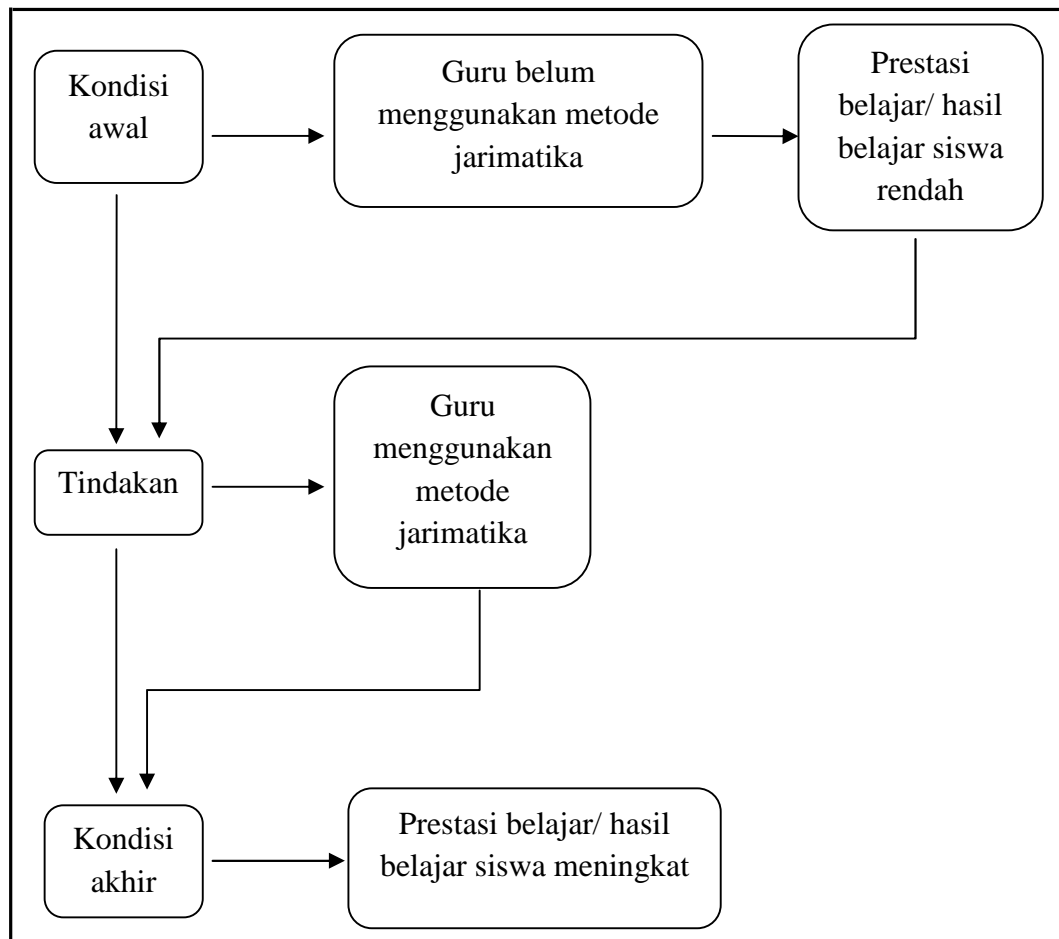 Kondisi
awal
Guru belum
menggunakan metode
jarimatika
Prestasi
belajar/ hasil
belajar siswa
rendah
Tindakan
Guru
menggunakan
metode
jarimatika
Kondisi
akhir
Prestasi belajar/ hasil
belajar siswa meningkat